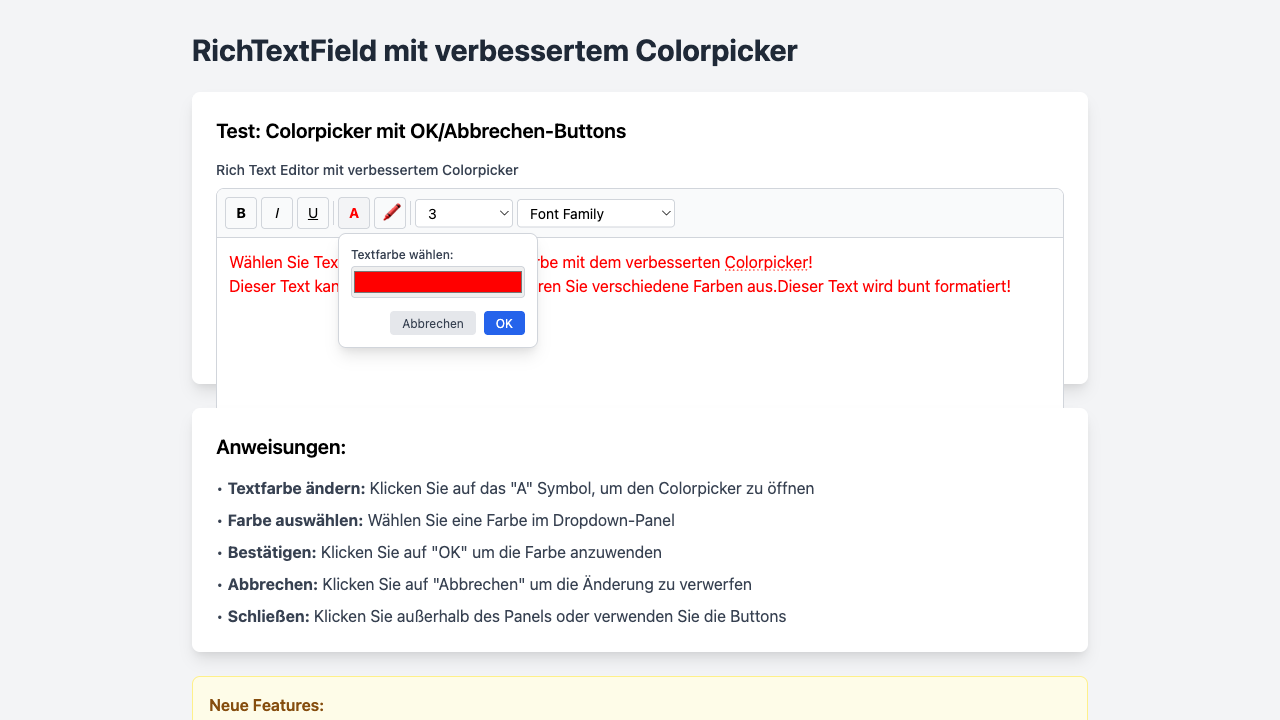 RichTextField mit verbessertem Colorpicker
Test: Colorpicker mit OK/Abbrechen-Buttons
Rich Text Editor mit verbessertem Colorpicker
B I U A 3 Font Family
Textfarbe wählen:
Wählen Sie Tex rbe mit dem verbesserten Colorpicker!
Dieser Text kan ren Sie verschiedene Farben aus.Dieser Text wird bunt formatiert!
Abbrechen OK
Anweisungen:
• Textfarbe ändern: Klicken Sie auf das "A" Symbol, um den Colorpicker zu öffnen
• Farbe auswählen: Wählen Sie eine Farbe im Dropdown-Panel
• Bestätigen: Klicken Sie auf "OK" um die Farbe anzuwenden
• Abbrechen: Klicken Sie auf "Abbrechen" um die Änderung zu verwerfen
• Schließen: Klicken Sie außerhalb des Panels oder verwenden Sie die Buttons
Neue Features: